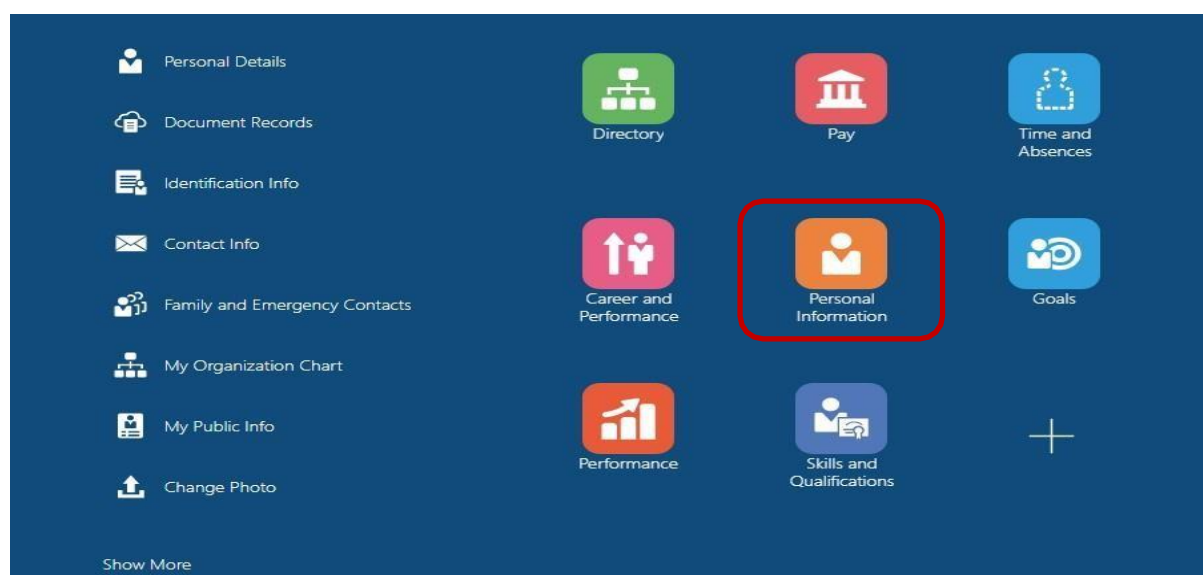 Personal Details
Document Records
Identification Info
Contact Info
Family and Emergency Contacts
My Organization Chart
My Public Info
Change Photo
Show More
Directory
Pay
Time and
Absences
Career and
Performance
Personal
Information
Goals
Performance
Skills and
Qualifications